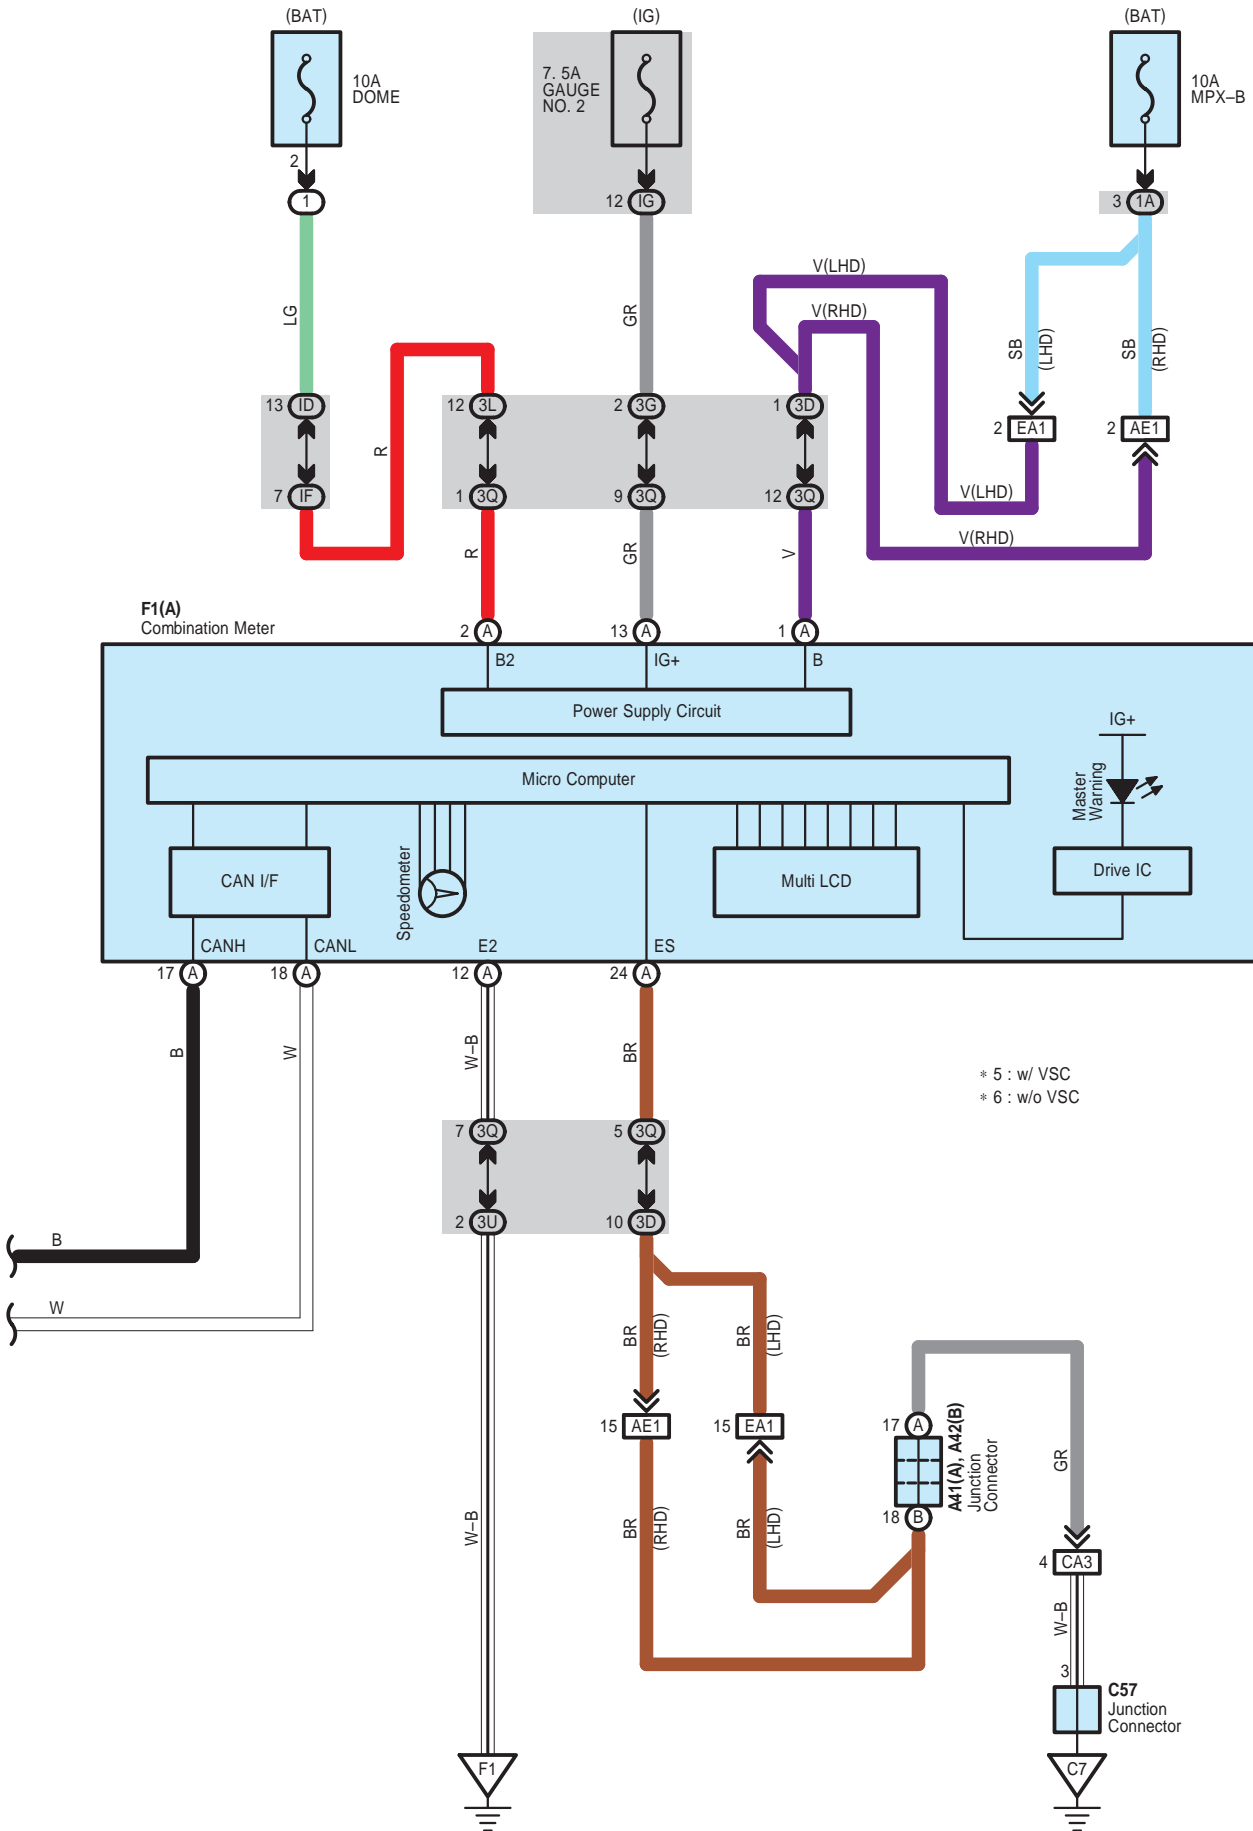 (BAT)
(IG)
(BAT)
10A
DOME
7. 5A
GAUGE
NO. 2
10A
MPX–B
2
1
12 IG
3 1A
LG
GR
V(LHD)
V(RHD)
SB
(LHD)
SB
(RHD)
13 ID
12 3L
2 3G
1 3D
2 EA1
2 AE1
R
7 IF
1 3Q
9 3Q
12 3Q
V(LHD)
V(RHD)
R
GR
V
F1(A)
Combination Meter
2 A
13 A
1 A
B2
IG+
B
Power Supply Circuit
IG+
Micro Computer
Master
Warning
CAN I/F
Speedometer
Multi LCD
Drive IC
CANH
CANL
E2
ES
17 A
18 A
12 A
24 A
B
W
W–B
BR
* 5 : w/ VSC
* 6 : w/o VSC
7 3Q
5 3Q
2 3U
10 3D
B
W
BR
(RHD)
BR
(LHD)
15 AE1
15 EA1
17 A
A41(A), A42(B)
Junction
Connector
GR
18 B
W–B
BR
(RHD)
BR
(LHD)
4 CA3
W–B
3
C57
Junction
Connector
F1
C7